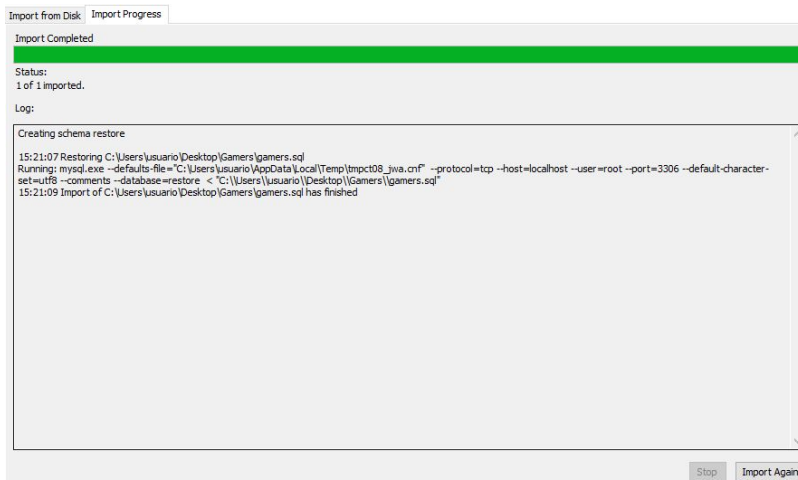 Import from Disk Import Progress
Import Completed
Status:
1 of 1 imported.
Log:
Creating schema restore
15:21:07 Restoring C:\Users\usuario\Desktop\Gamers\gamers.sql
Running: mysql.exe --defaults-file="C:\Users\usuario\AppData\Local\Temp\tmpct08_jwa.cnf" --protocol=tcp --host=localhost --user=root --port=3306 --default-character-
set=utf8 --comments --database=restore < "C:\\Users\\usuario\\Desktop\\Gamers\\gamers.sql"
15:21:09 Import of C:\Users\usuario\Desktop\Gamers\gamers.sql has finished
Stop Import Again